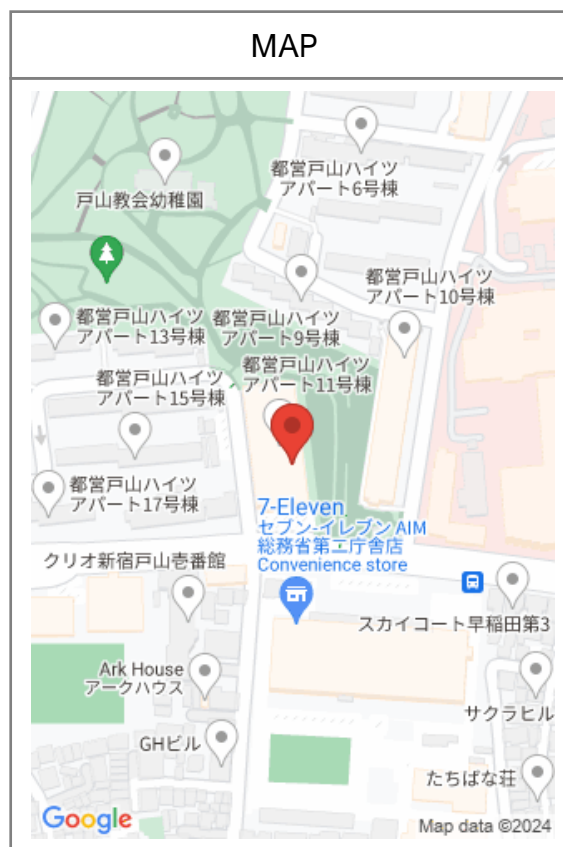 MAP
都営戸山ハイツ
アパート6号棟
戸山教会幼稚園
都営戸山ハイツ
アパート10号棟
都営戸山ハイツ
アパート13号棟
都営戸山ハイツ
アパート9号棟
都営戸山ハイツ
アパート11号棟
都営戸山ハイツ
アパート15号棟
都営戸山ハイツ
アパート17号棟
7-Eleven
セブン-イレブン AIM
総務省第二庁舎店
Convenience store
クリオ新宿戸山壱番館
スカイコート早稲田第3
Ark House
アークハウス
サクラヒル
GHビル
たちばな荘
Google
Map data ©2024